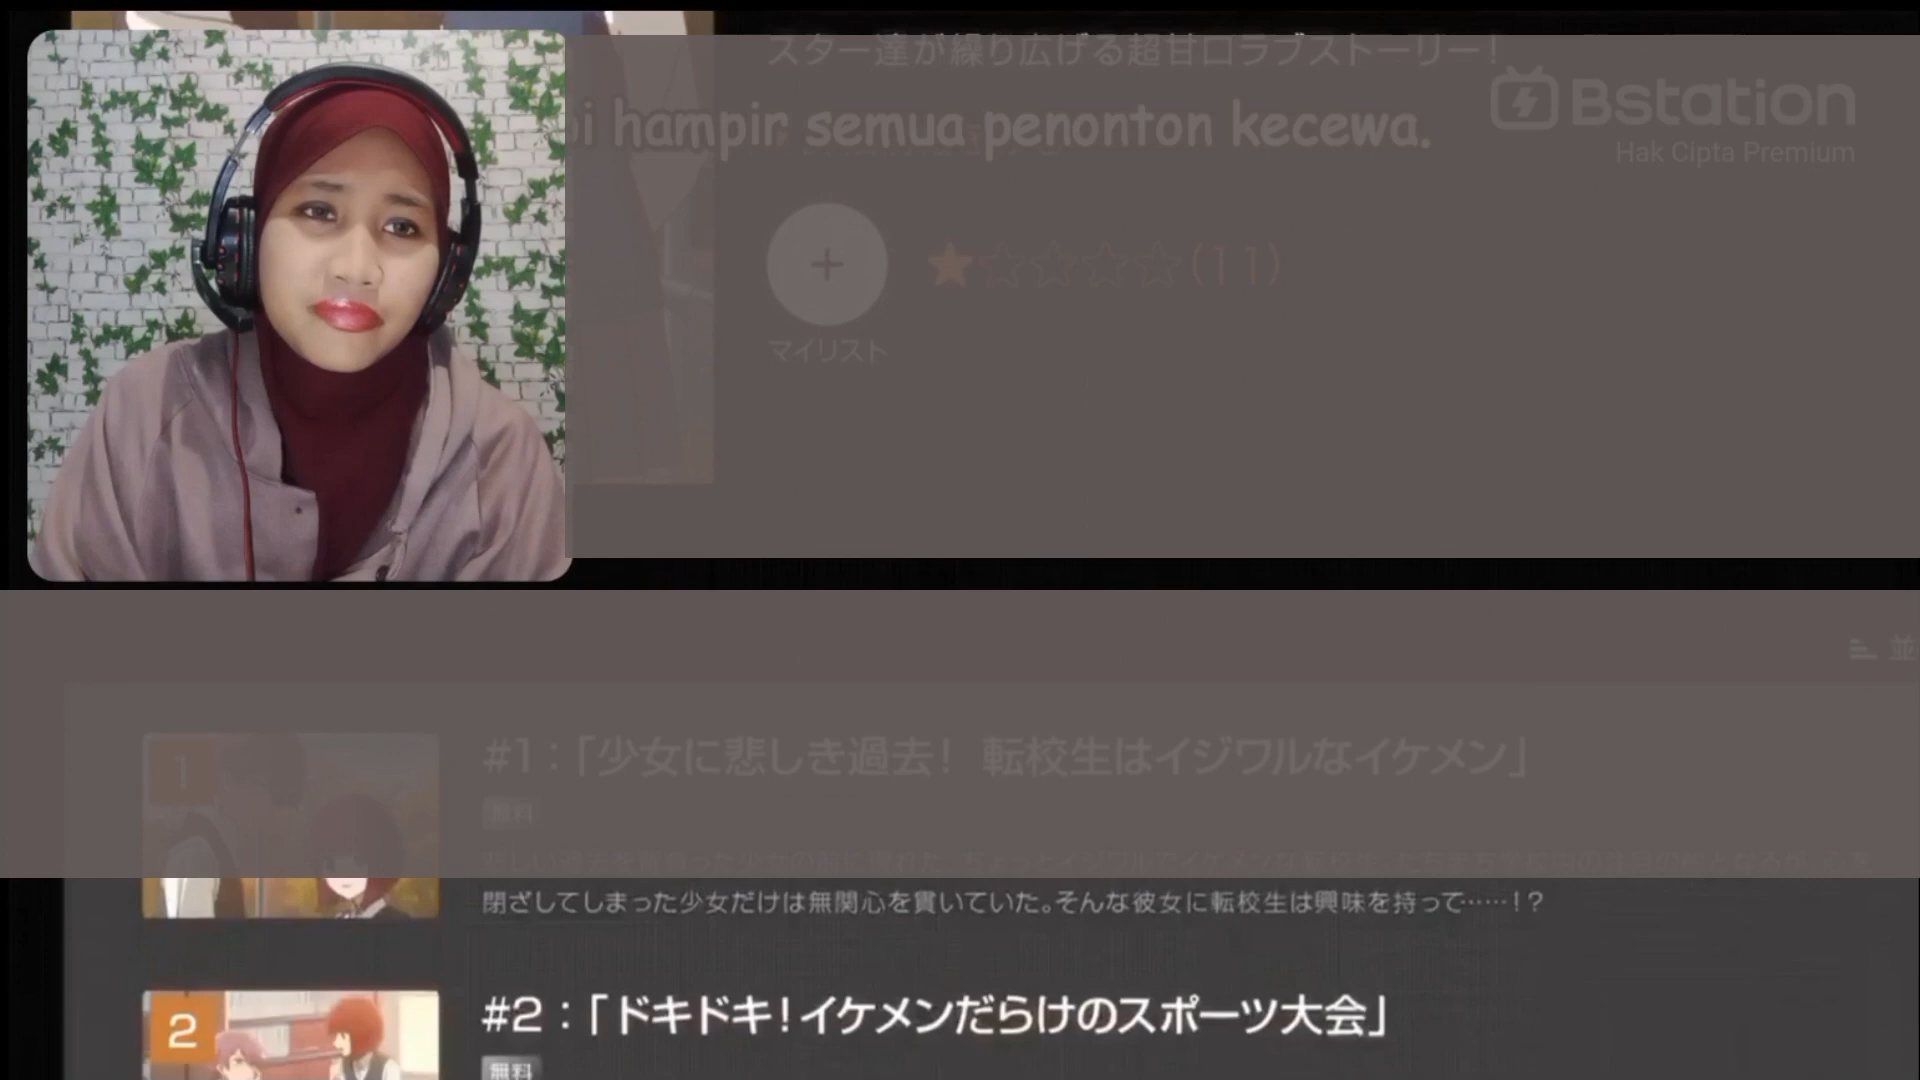 スター達が繰り広げる超甘口ラブストーリー！
hampir semua penonton kecewa.
Bstation
Hak Cipta Premium
(11)
マイリスト
並
1
#1：「少女に悲しき過去！ 転校生はイジワルなイケメン」
無料
閉ざしてしまった少女だけは無関心を貫いていた。そんな彼女に転校生は興味を持って……！？
2
#2：「ドキドキ！イケメンだらけのスポーツ大会」
無料